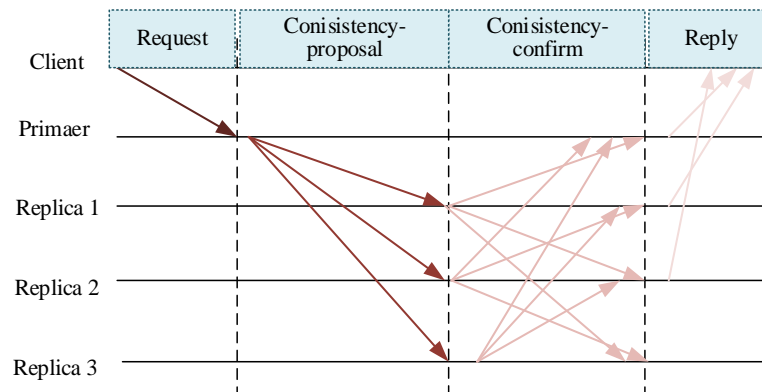 Request
Conisistency-
proposal
Conisistency-
confirm
Reply
Client
Primaer
Replica 1
Replica 2
Replica 3